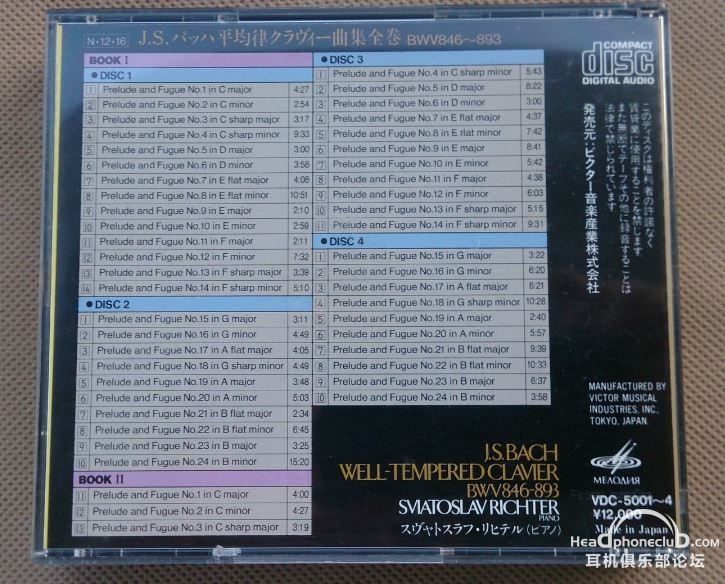 N·12·16 J.S.バッハ平均律クラヴィー曲集全巻 BWV846〜893
BOOK I
●DISC 1
1 Prelude and Fugue No.1 in C major 4:27
2 Prelude and Fugue No.2 in C minor 2:54
3 Prelude and Fugue No.3 in C sharp major 3:17
4 Prelude and Fugue No.4 in C sharp minor 9:33
5 Prelude and Fugue No.5 in D major 3:00
6 Prelude and Fugue No.6 in D minor 3:58
7 Prelude and Fugue No.7 in E flat major 4:08
8 Prelude and Fugue No.8 in E flat minor 10:51
9 Prelude and Fugue No.9 in E major 2:10
10 Prelude and Fugue No.10 in E minor 2:59
11 Prelude and Fugue No.11 in F major 2:11
12 Prelude and Fugue No.12 in F minor 7:32
13 Prelude and Fugue No.13 in F sharp major 3:39
14 Prelude and Fugue No.14 in F sharp minor 5:10
●DISC 2
1 Prelude and Fugue No.15 in G major 3:11
2 Prelude and Fugue No.16 in G minor 4:49
3 Prelude and Fugue No.17 in A flat major 4:05
4 Prelude and Fugue No.18 in G sharp minor 4:49
5 Prelude and Fugue No.19 in A major 3:48
6 Prelude and Fugue No.20 in A minor 5:03
7 Prelude and Fugue No.21 in B flat major 2:34
8 Prelude and Fugue No.22 in B flat minor 6:45
9 Prelude and Fugue No.23 in B major 3:25
10 Prelude and Fugue No.24 in B minor 15:20
BOOK II
11 Prelude and Fugue No.1 in C major 4:00
12 Prelude and Fugue No.2 in C minor 4:27
13 Prelude and Fugue No.3 in C sharp major 3:19
●DISC 3
1 Prelude and Fugue No.4 in C sharp minor 5:43
2 Prelude and Fugue No.5 in D major 8:22
3 Prelude and Fugue No.6 in D minor 3:00
4 Prelude and Fugue No.7 in E flat major 4:37
5 Prelude and Fugue No.8 in E flat minor 7:42
6 Prelude and Fugue No.9 in E major 8:41
7 Prelude and Fugue No.10 in E minor 5:42
8 Prelude and Fugue No.11 in F major 4:38
9 Prelude and Fugue No.12 in F minor 6:03
10 Prelude and Fugue No.13 in F sharp major 5:16
11 Prelude and Fugue No.14 in F sharp minor 9:31
●DISC 4
1 Prelude and Fugue No.15 in G major 3:22
2 Prelude and Fugue No.16 in G minor 6:20
3 Prelude and Fugue No.17 in A flat major 6:21
4 Prelude and Fugue No.18 in G sharp minor 10:28
5 Prelude and Fugue No.19 in A major 2:40
6 Prelude and Fugue No.20 in A minor 5:57
7 Prelude and Fugue No.21 in B flat major 9:39
8 Prelude and Fugue No.22 in B flat minor 10:33
9 Prelude and Fugue No.23 in B major 6:37
10 Prelude and Fugue No.24 in B minor 3:58
J.S.BACH
WELL-TEMPERED CLAVIER
BWV846-893
SVIATOSLAV RICHTER
PIANO
スヴャトスラフ・リヒテル(ピアノ)
COMPACT
disc
DIGITAL AUDIO
このディスクは権利者の許諾なく
賃貸業に使用することを禁じます
また無断でテープその他に録音することは
法律で禁じられています
発売元:ビクター音楽産業株式会社
MANUFACTURED BY
VICTOR MUSICAL
INDUSTRIES, INC.,
TOKYO, JAPAN.
МЕЛОДИЯ
VDC-5001〜4
¥12,000
Made in Japan
HeadphonecluB.com
耳机俱乐部论坛